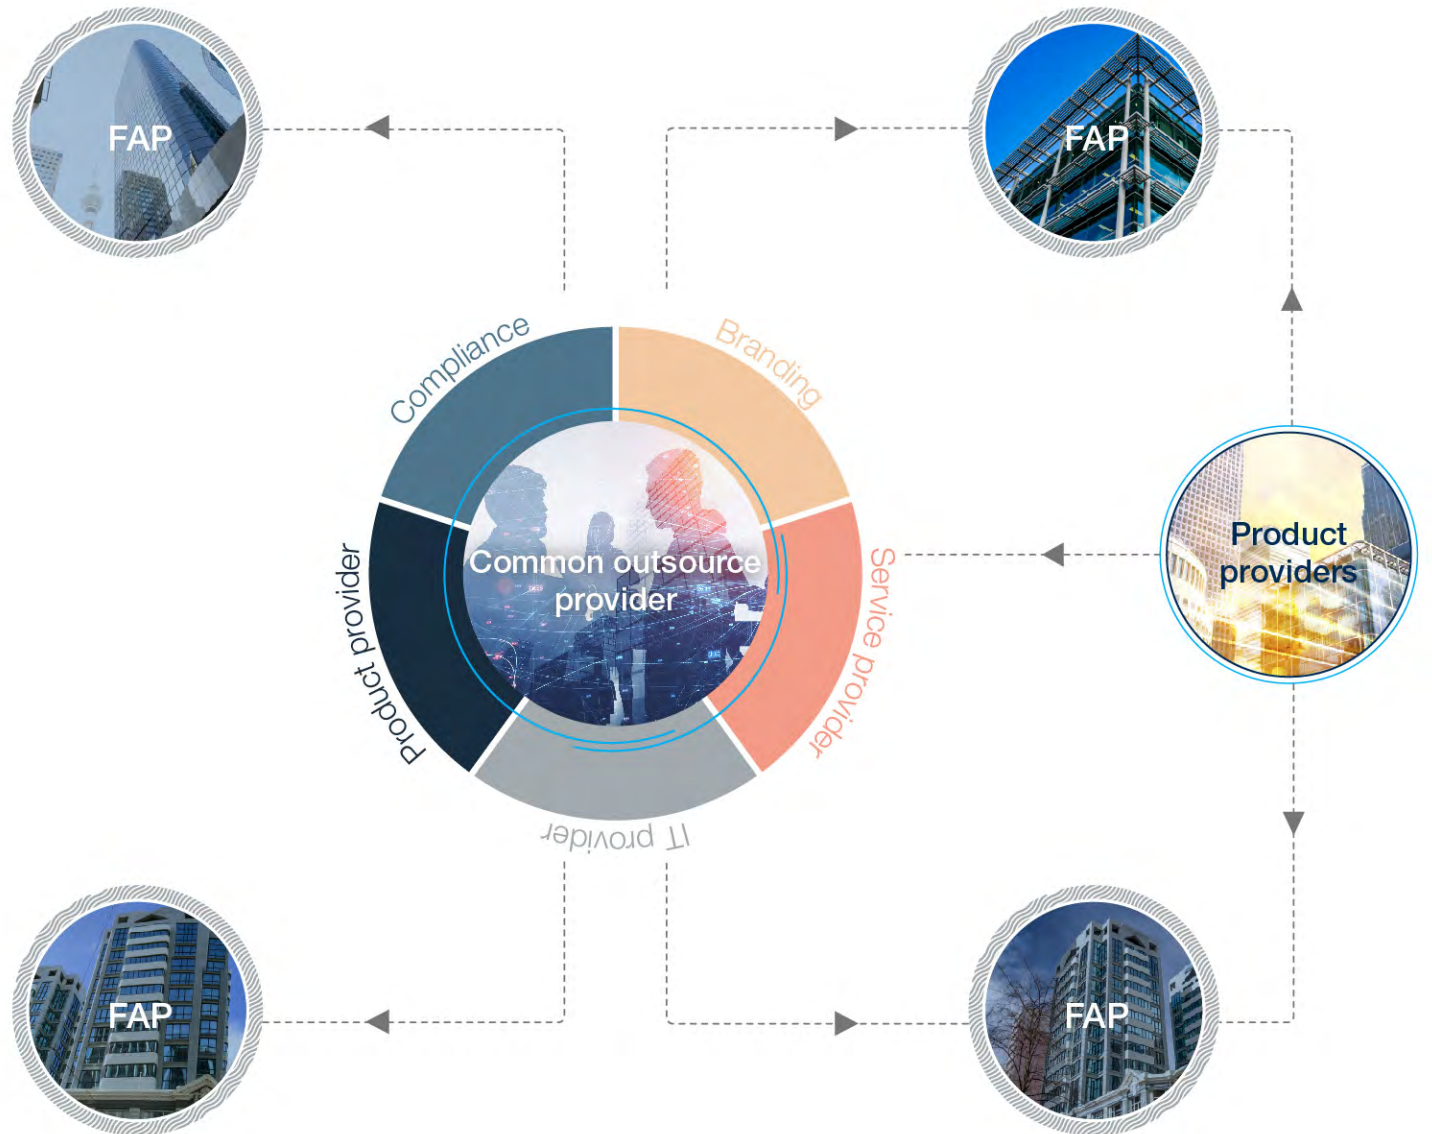 FAP
FAP
Compliance
Branding
Common outsource
provider
Product provider
Service provider
IT provider
Product
providers
FAP
FAP